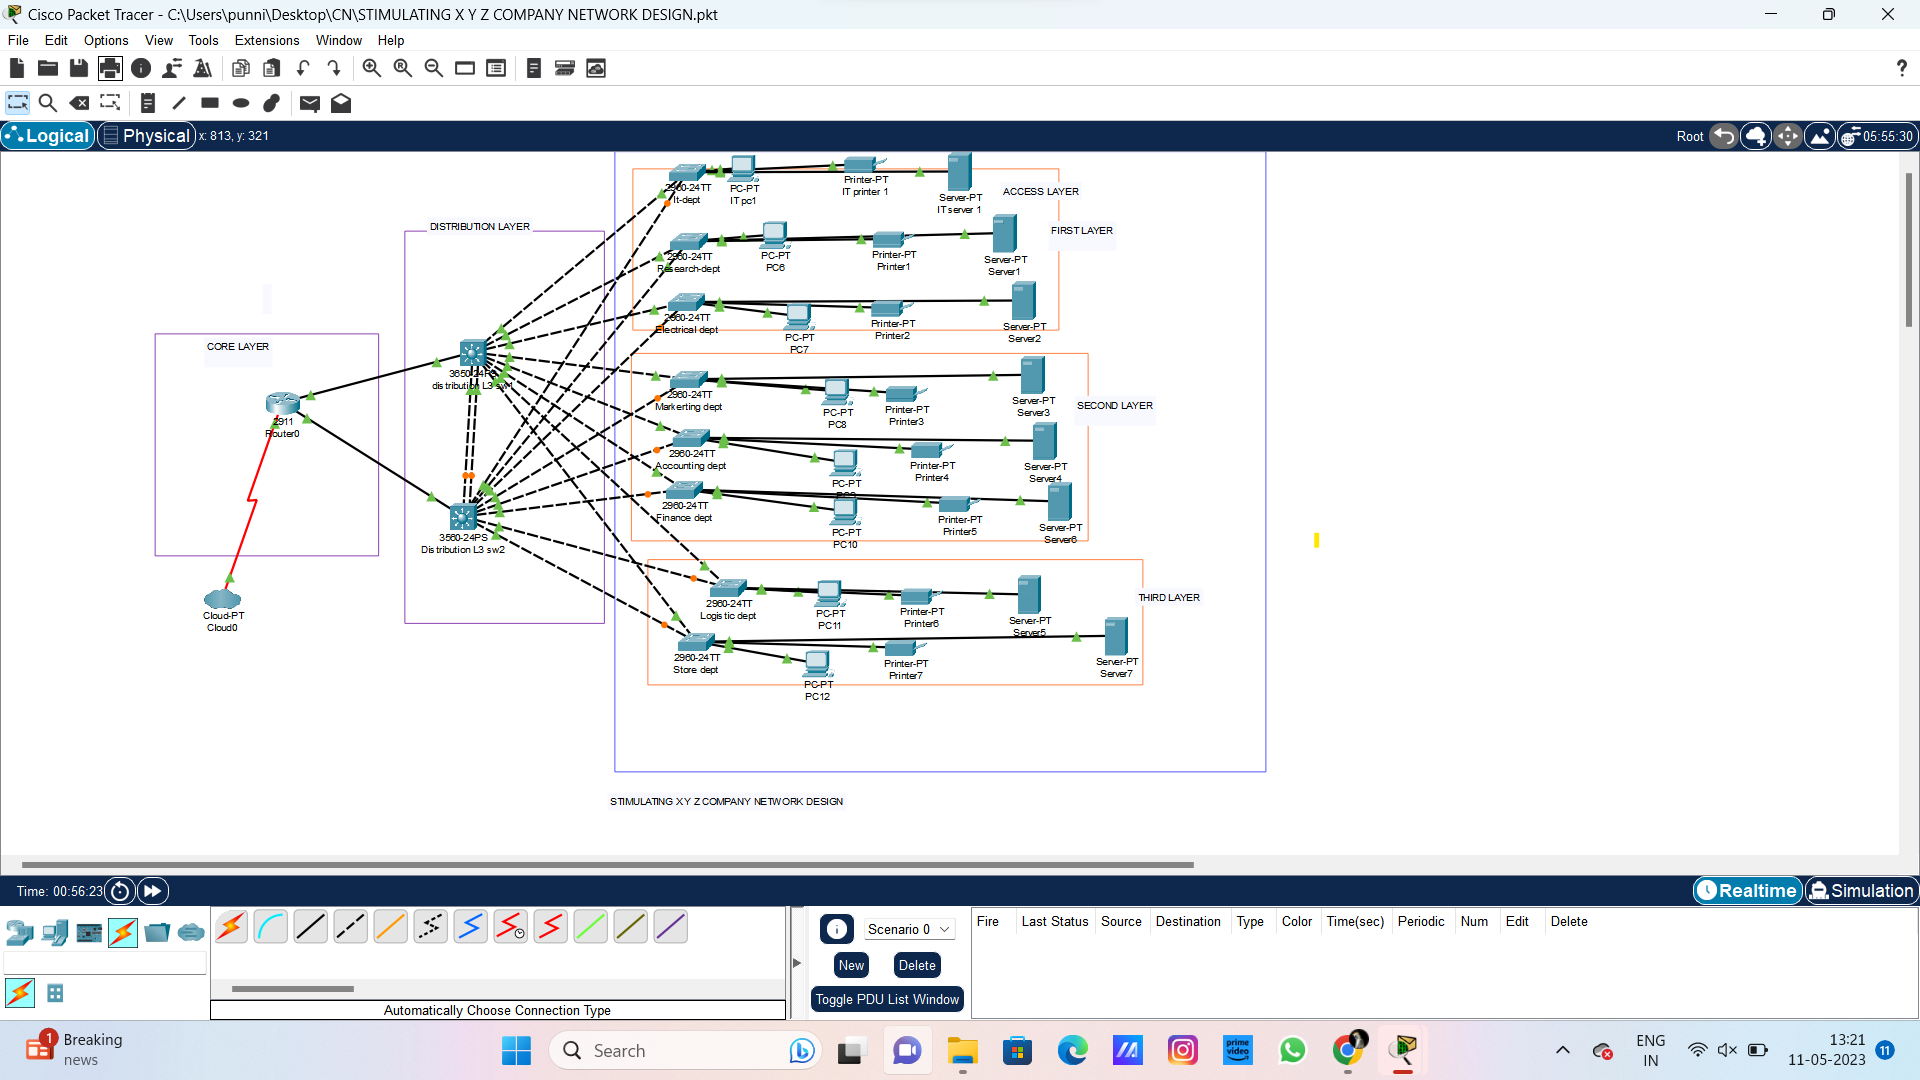 Cisco Packet Tracer - C:\Users\punni\Desktop\CN\STIMULATING X Y Z COMPANY NETWORK DESIGN.pkt
File Edit Options View Tools Extensions Window Help
?
Logical Physical x: 813, y: 321 Root 05:55:30
2960-24TT
It-dept
PC-PT
IT pc1
Printer-PT
IT printer 1
Server-PT
IT server 1
ACCESS LAYER
DISTRIBUTION LAYER
FIRST LAYER
2960-24TT
Research-dept
PC-PT
PC6
Printer-PT
Printer1
Server-PT
Server1
2960-24TT
Electrical dept
PC-PT
PC7
Printer-PT
Printer2
Server-PT
Server2
CORE LAYER
3650-24PS
distribution L3 sw1
2911
Router0
2960-24TT
Markerting dept
PC-PT
PC8
Printer-PT
Printer3
Server-PT
Server3
SECOND LAYER
2960-24TT
Accounting dept
PC-PT
PC9
Printer-PT
Printer4
Server-PT
Server4
2960-24TT
Finance dept
PC-PT
PC10
Printer-PT
Printer5
Server-PT
Server6
3560-24PS
Distribution L3 sw2
Cloud-PT
Cloud0
2960-24TT
Logistic dept
PC-PT
PC11
Printer-PT
Printer6
Server-PT
Server5
THIRD LAYER
2960-24TT
Store dept
PC-PT
PC12
Printer-PT
Printer7
Server-PT
Server7
STIMULATING XY Z COMPANY NETWORK DESIGN
Time: 00:56:23 Realtime Simulation
Scenario 0
New Delete
Toggle PDU List Window
Fire Last Status Source Destination Type Color Time(sec) Periodic Num Edit Delete
Automatically Choose Connection Type
1
Breaking
news
Search
prime
video
ENG
IN
13:21
11-05-2023
11